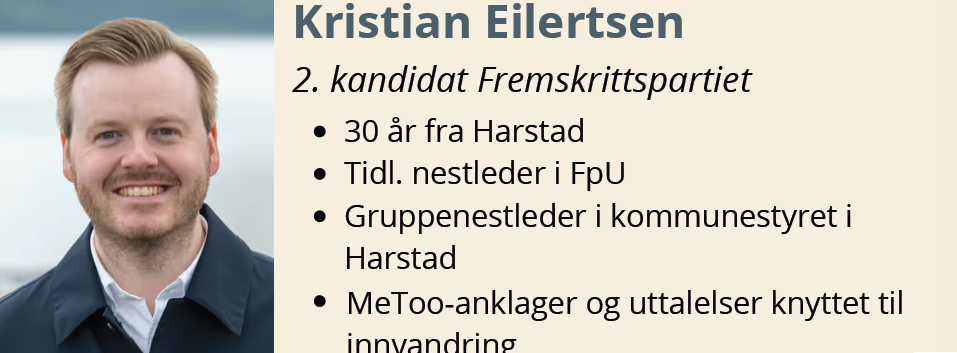 Kristian Eilertsen
2. kandidat Fremskrittspartiet
• 30 år fra Harstad
• Tidl. nestleder i FpU
• Gruppenestleder i kommunestyret i
Harstad
• MeToo-anklager og uttalelser knyttet til
innvandring